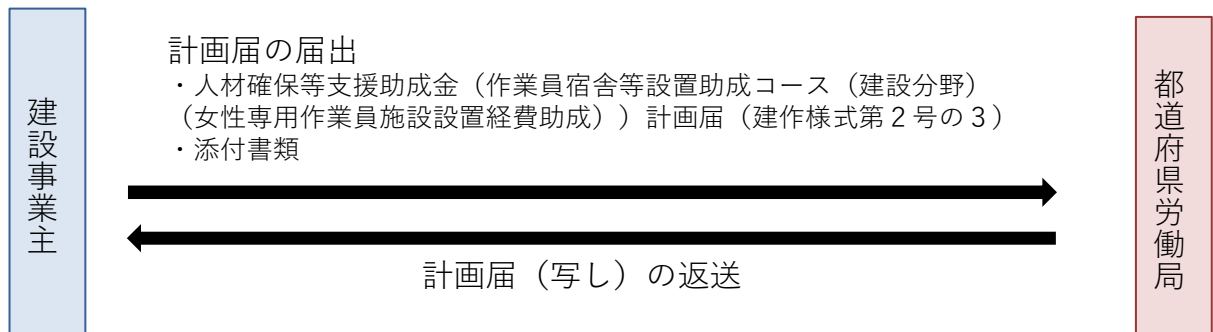 建設事業主
計画届の届出
・人材確保等支援助成金（作業員宿舎等設置助成コース（建設分野）
（女性専用作業員施設設置経費助成））計画届（建作様式第２号の３）
・添付書類
計画届（写し）の返送
都道府県労働局